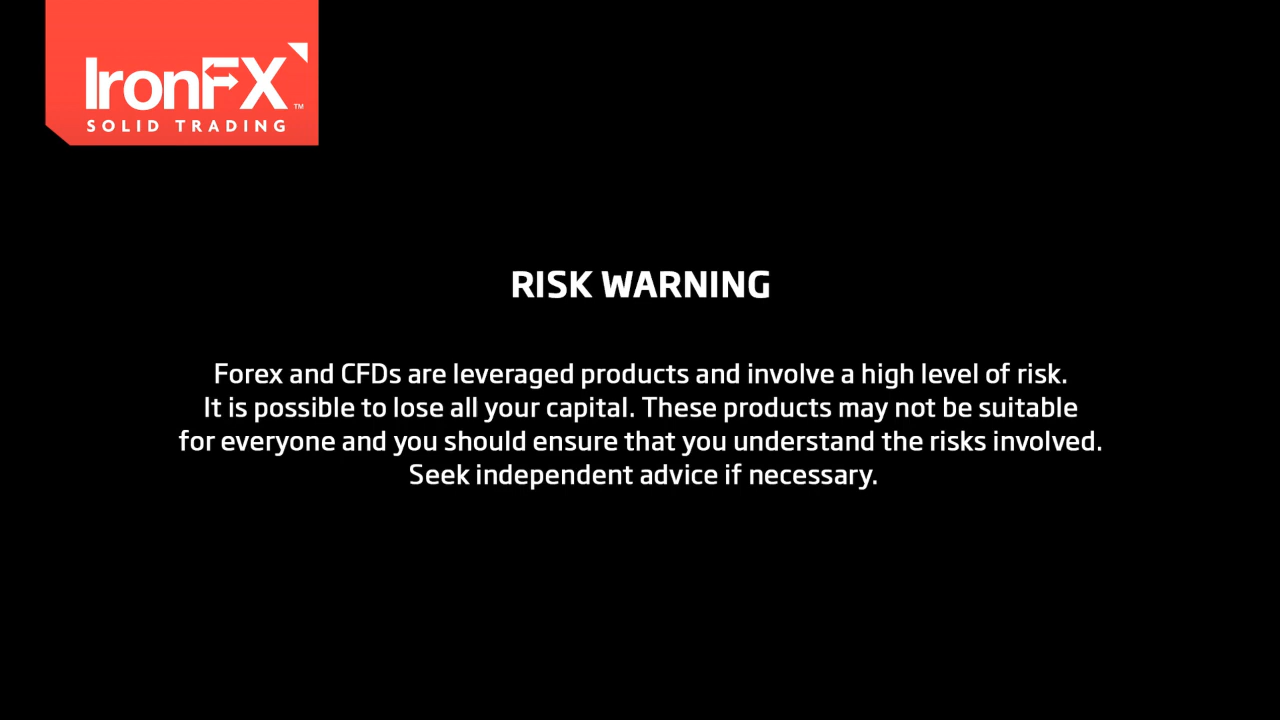 IronFX™
SOLID TRADING
RISK WARNING
Forex and CFDs are leveraged products and involve a high level of risk.
It is possible to lose all your capital. These products may not be suitable
for everyone and you should ensure that you understand the risks involved.
Seek independent advice if necessary.